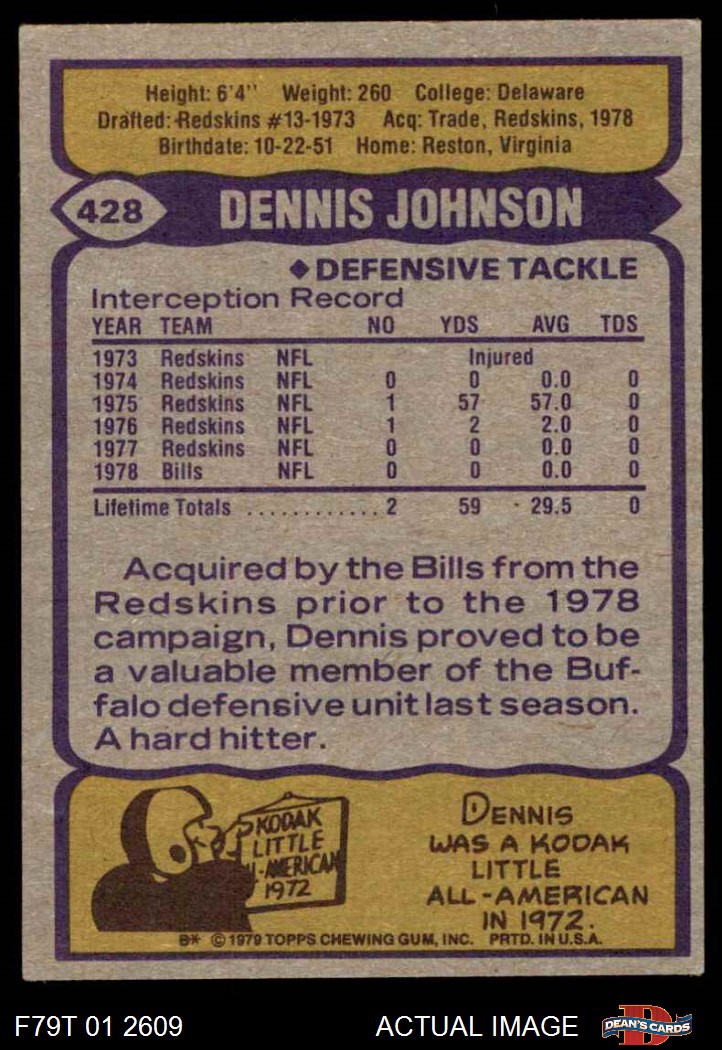 Height: 6'4" Weight: 260 College: Delaware
Drafted: Redskins #13-1973 Acq: Trade, Redskins, 1978
Birthdate: 10-22-51 Home: Reston, Virginia
428 DENNIS JOHNSON
◆DEFENSIVE TACKLE
Interception Record
YEAR TEAM NO YDS AVG TDS
1973 Redskins NFL Injured
1974 Redskins NFL 0 0 0.0 0
1975 Redskins NFL 1 57 57.0 0
1976 Redskins NFL 1 2 2.0 0
1977 Redskins NFL 0 0 0.0 0
1978 Bills NFL 0 0 0.0 0
Lifetime Totals ............ 2 59 29.5 0
Acquired by the Bills from the
Redskins prior to the 1978
campaign, Dennis proved to be
a valuable member of the Buf-
falo defensive unit last season.
A hard hitter.
KODAK
LITTLE
LL-AMERICAN
1972
DENNIS
WAS A KODAK
LITTLE
ALL-AMERICAN
IN 1972.
B* © 1979 TOPPS CHEWING GUM, INC. PRTD. IN U.S.A.
F79T 01 2609 ACTUAL IMAGE DEAN'S CARDS